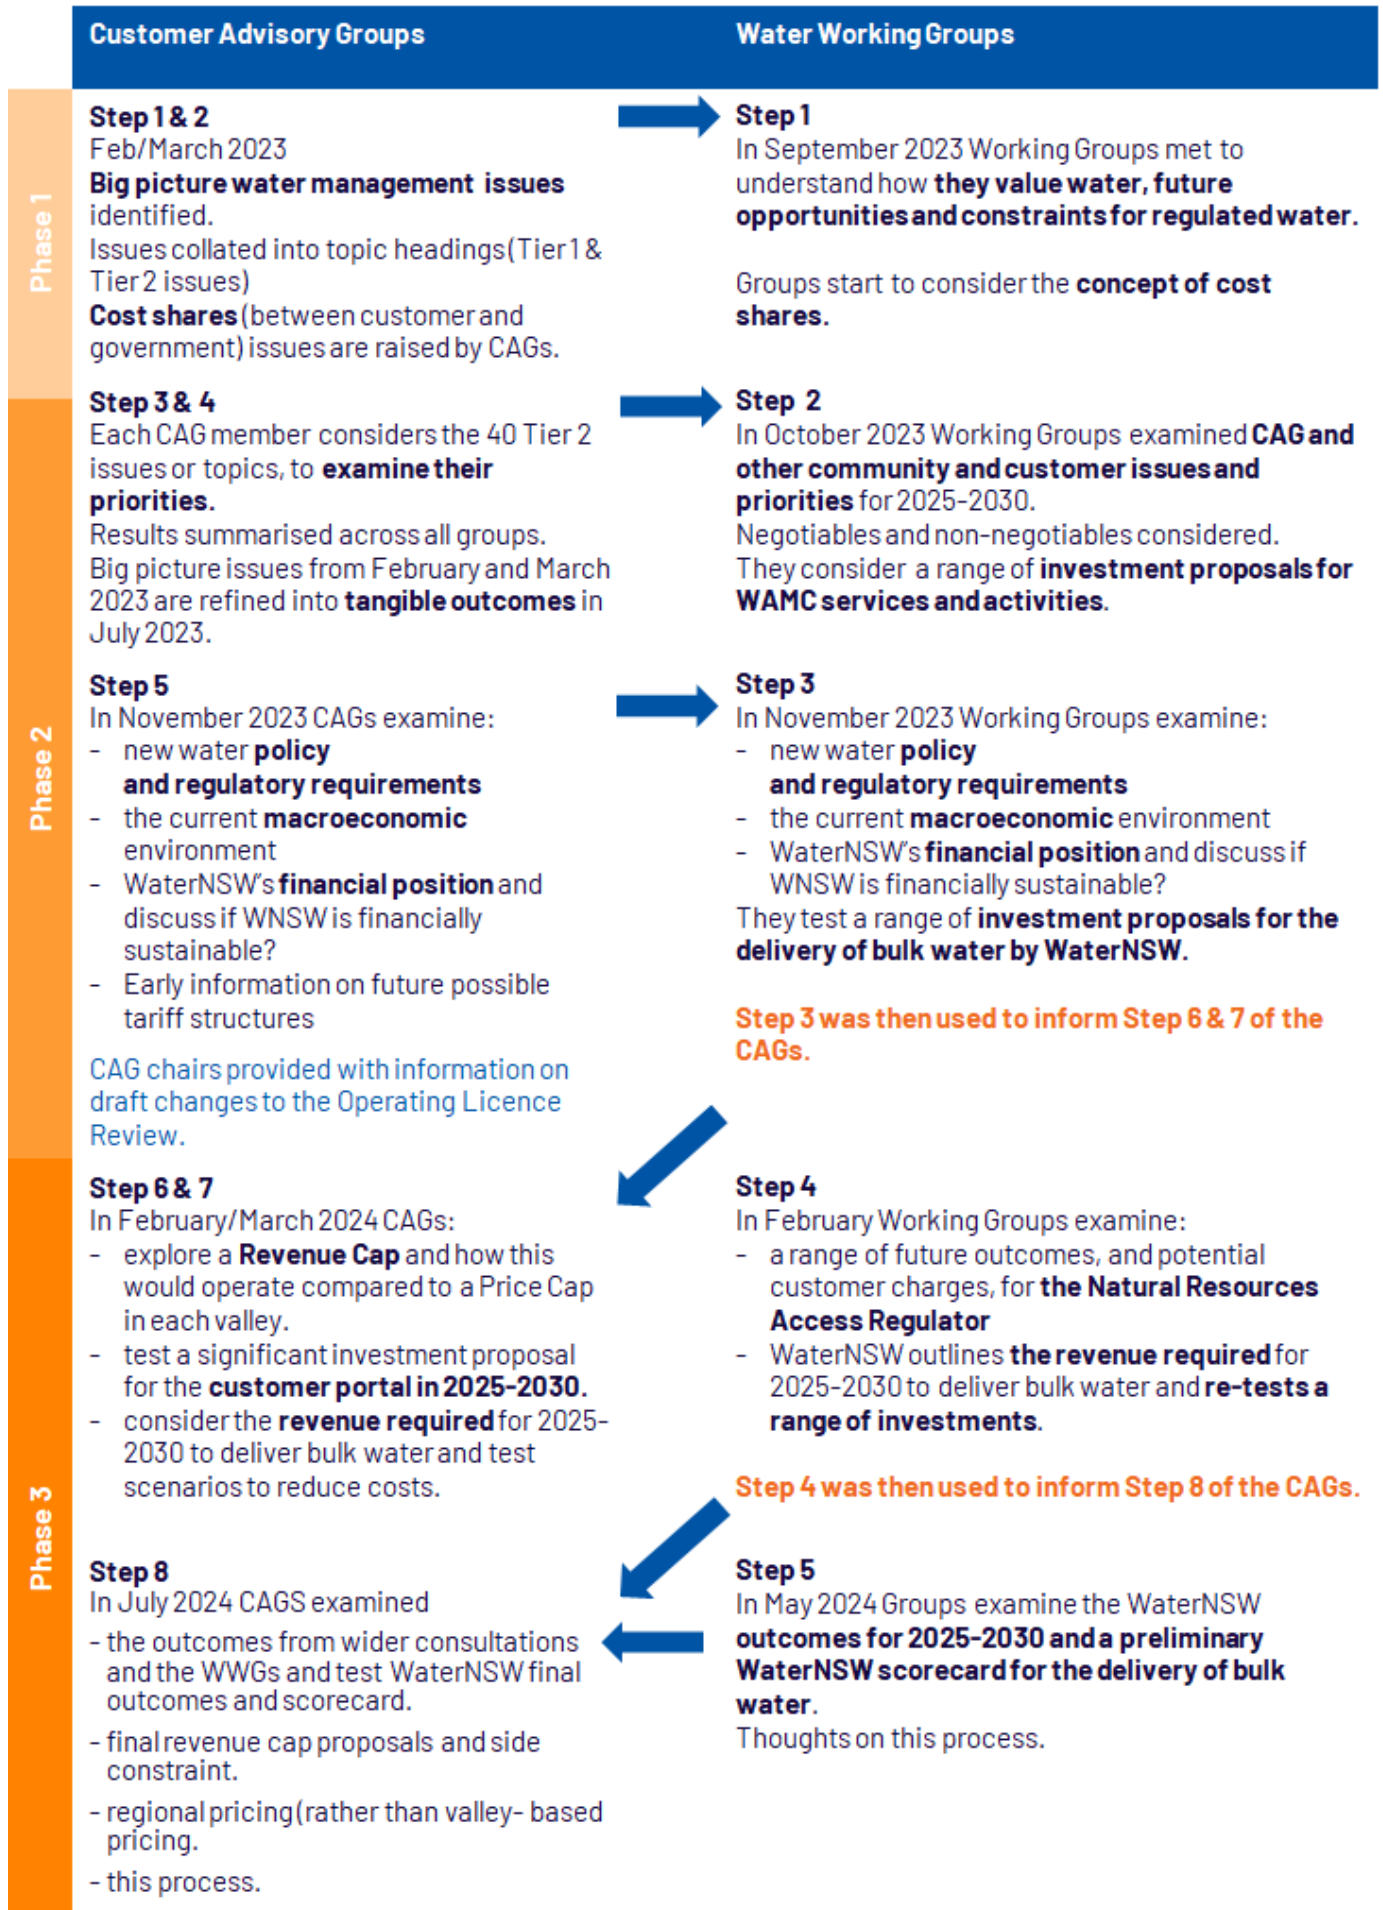 Customer Advisory Groups
Water Working Groups
Phase 1
Step 1 & 2
Feb/March 2023
Big picture water management issues
identified.
Issues collated into topic headings (Tier 1 &
Tier 2 issues)
Cost shares (between customer and
government) issues are raised by CAGs.
Step 1
In September 2023 Working Groups met to
understand how they value water, future
opportunities and constraints for regulated water.
Groups start to consider the concept of cost
shares.
Phase 2
Step 3 & 4
Each CAG member considers the 40 Tier 2
issues or topics, to examine their
priorities.
Results summarised across all groups.
Big picture issues from February and March
2023 are refined into tangible outcomes in
July 2023.
Step 2
In October 2023 Working Groups examined CAG and
other community and customer issues and
priorities for 2025-2030.
Negotiables and non-negotiables considered.
They consider a range of investment proposals for
WAMC services and activities.
Step 5
In November 2023 CAGs examine:
- new water policy
and regulatory requirements
- the current macroeconomic
environment
- WaterNSW's financial position and
discuss if WNSW is financially
sustainable?
- Early information on future possible
tariff structures
CAG chairs provided with information on
draft changes to the Operating Licence
Review.
Step 3
In November 2023 Working Groups examine:
- new water policy
and regulatory requirements
- the current macroeconomic environment
- WaterNSW's financial position and discuss if
WNSW is financially sustainable?
They test a range of investment proposals for the
delivery of bulk water by WaterNSW.
Step 3 was then used to inform Step 6 & 7 of the
CAGs.
Phase 3
Step 6 & 7
In February/March 2024 CAGs:
- explore a Revenue Cap and how this
would operate compared to a Price Cap
in each valley.
- test a significant investment proposal
for the customer portal in 2025-2030.
- consider the revenue required for 2025-
2030 to deliver bulk water and test
scenarios to reduce costs.
Step 4
In February Working Groups examine:
- a range of future outcomes, and potential
customer charges, for the Natural Resources
Access Regulator
- WaterNSW outlines the revenue required for
2025-2030 to deliver bulk water and re-tests a
range of investments.
Step 4 was then used to inform Step 8 of the CAGs.
Step 8
In July 2024 CAGS examined
- the outcomes from wider consultations
and the WWGs and test WaterNSW final
outcomes and scorecard.
- final revenue cap proposals and side
constraint.
- regional pricing (rather than valley- based
pricing.
- this process.
Step 5
In May 2024 Groups examine the WaterNSW
outcomes for 2025-2030 and a preliminary
WaterNSW scorecard for the delivery of bulk
water.
Thoughts on this process.